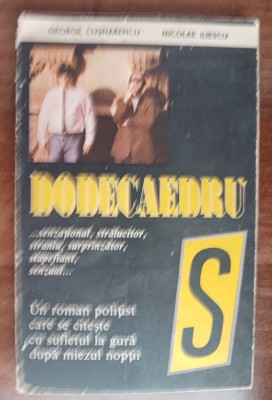 GEORGE CUȘNARENCU NICOLAE ILIESCU
DODECAEDRU
...senzațional, strălucitor,
straniu, surprinzător,
stupefiant,
senzual...
S
Un roman polițist
care se citește
cu sufletul la gură
după miezul nopții